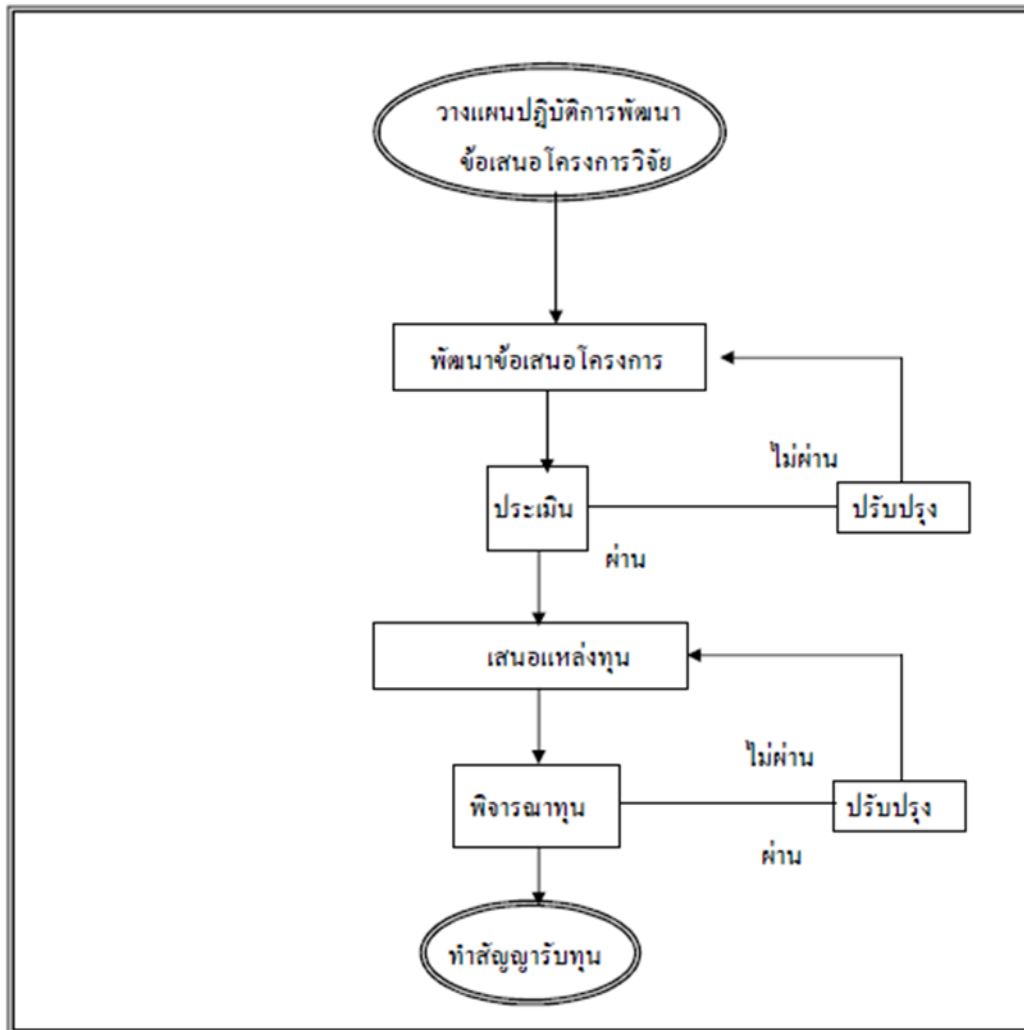 วางแผนปฏิบัติการพัฒนา
ข้อเสนอโครงการวิจัย
พัฒนาข้อเสนอโครงการ
ไม่ผ่าน
ประเมิน
ปรับปรุง
ผ่าน
เสนอแหล่งทุน
ไม่ผ่าน
พิจารณาทุน
ปรับปรุง
ผ่าน
ทำสัญญารับทุน